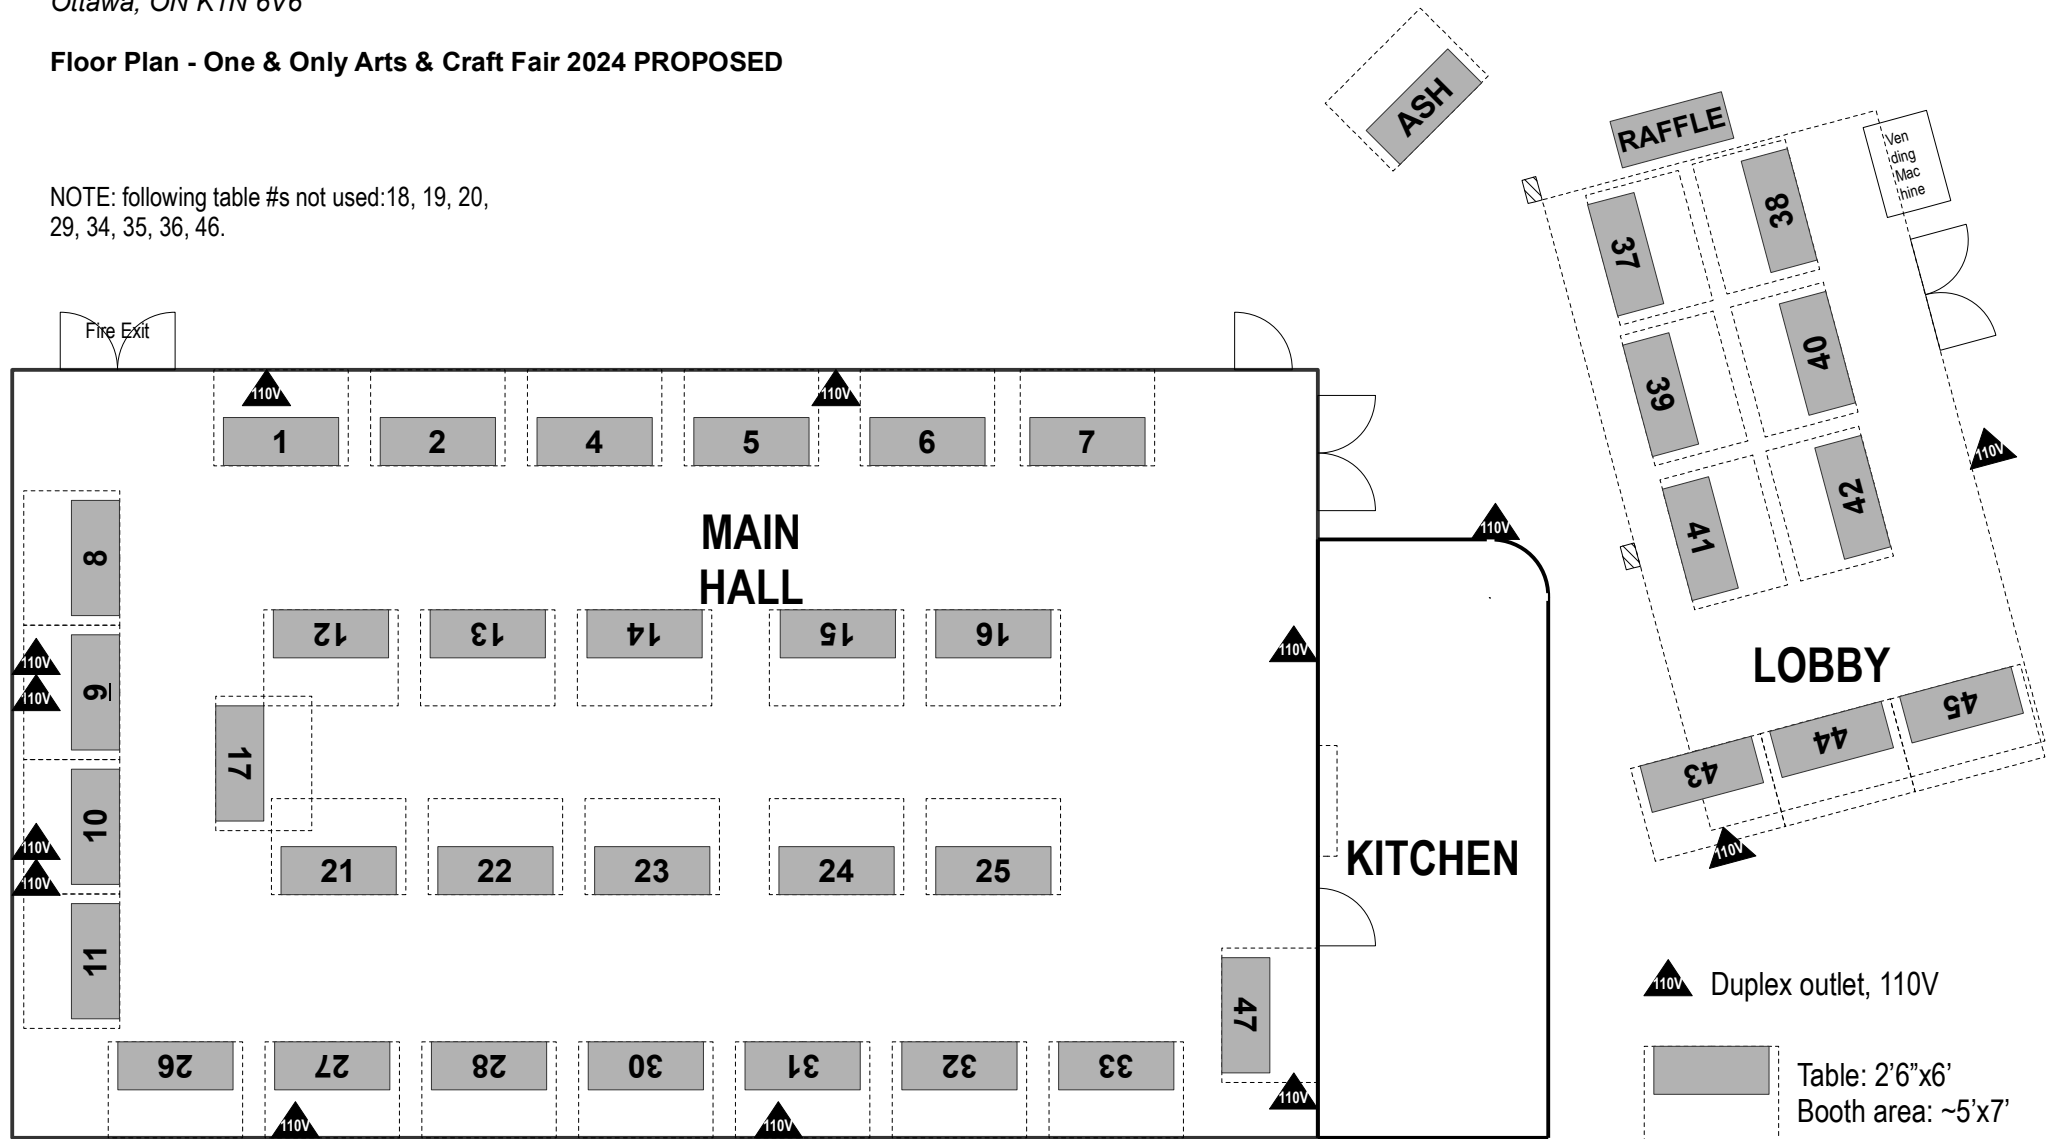 Ottawa, ON K1N 6V6
Floor Plan - One & Only Arts & Craft Fair 2024 PROPOSED
NOTE: following table #s not used:18, 19, 20,
29, 34, 35, 36, 46.
ASH
RAFFLE
Ven
ding
Mac
hine
37
38
39
40
41
42
110V
LOBBY
43
44
45
110V
Fire Exit
110V
110V
1
2
4
5
6
7
MAIN
HALL
8
9
10
11
110V
110V
110V
110V
12
13
14
15
16
17
21
22
23
24
25
110V
110V
KITCHEN
47
110V
26
27
28
30
31
32
33
110V
110V
110V
Duplex outlet, 110V
Table: 2’6”x6’
Booth area: ~5’x7’